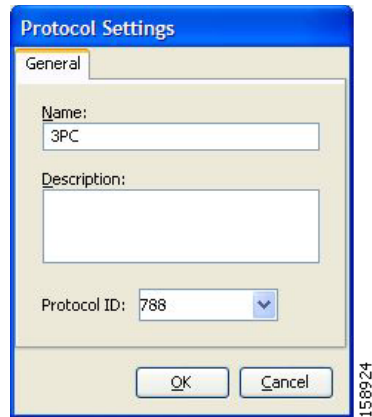 Protocol Settings
General
Name:
3PC
Description:
Protocol ID: 788
OK Cancel
158924